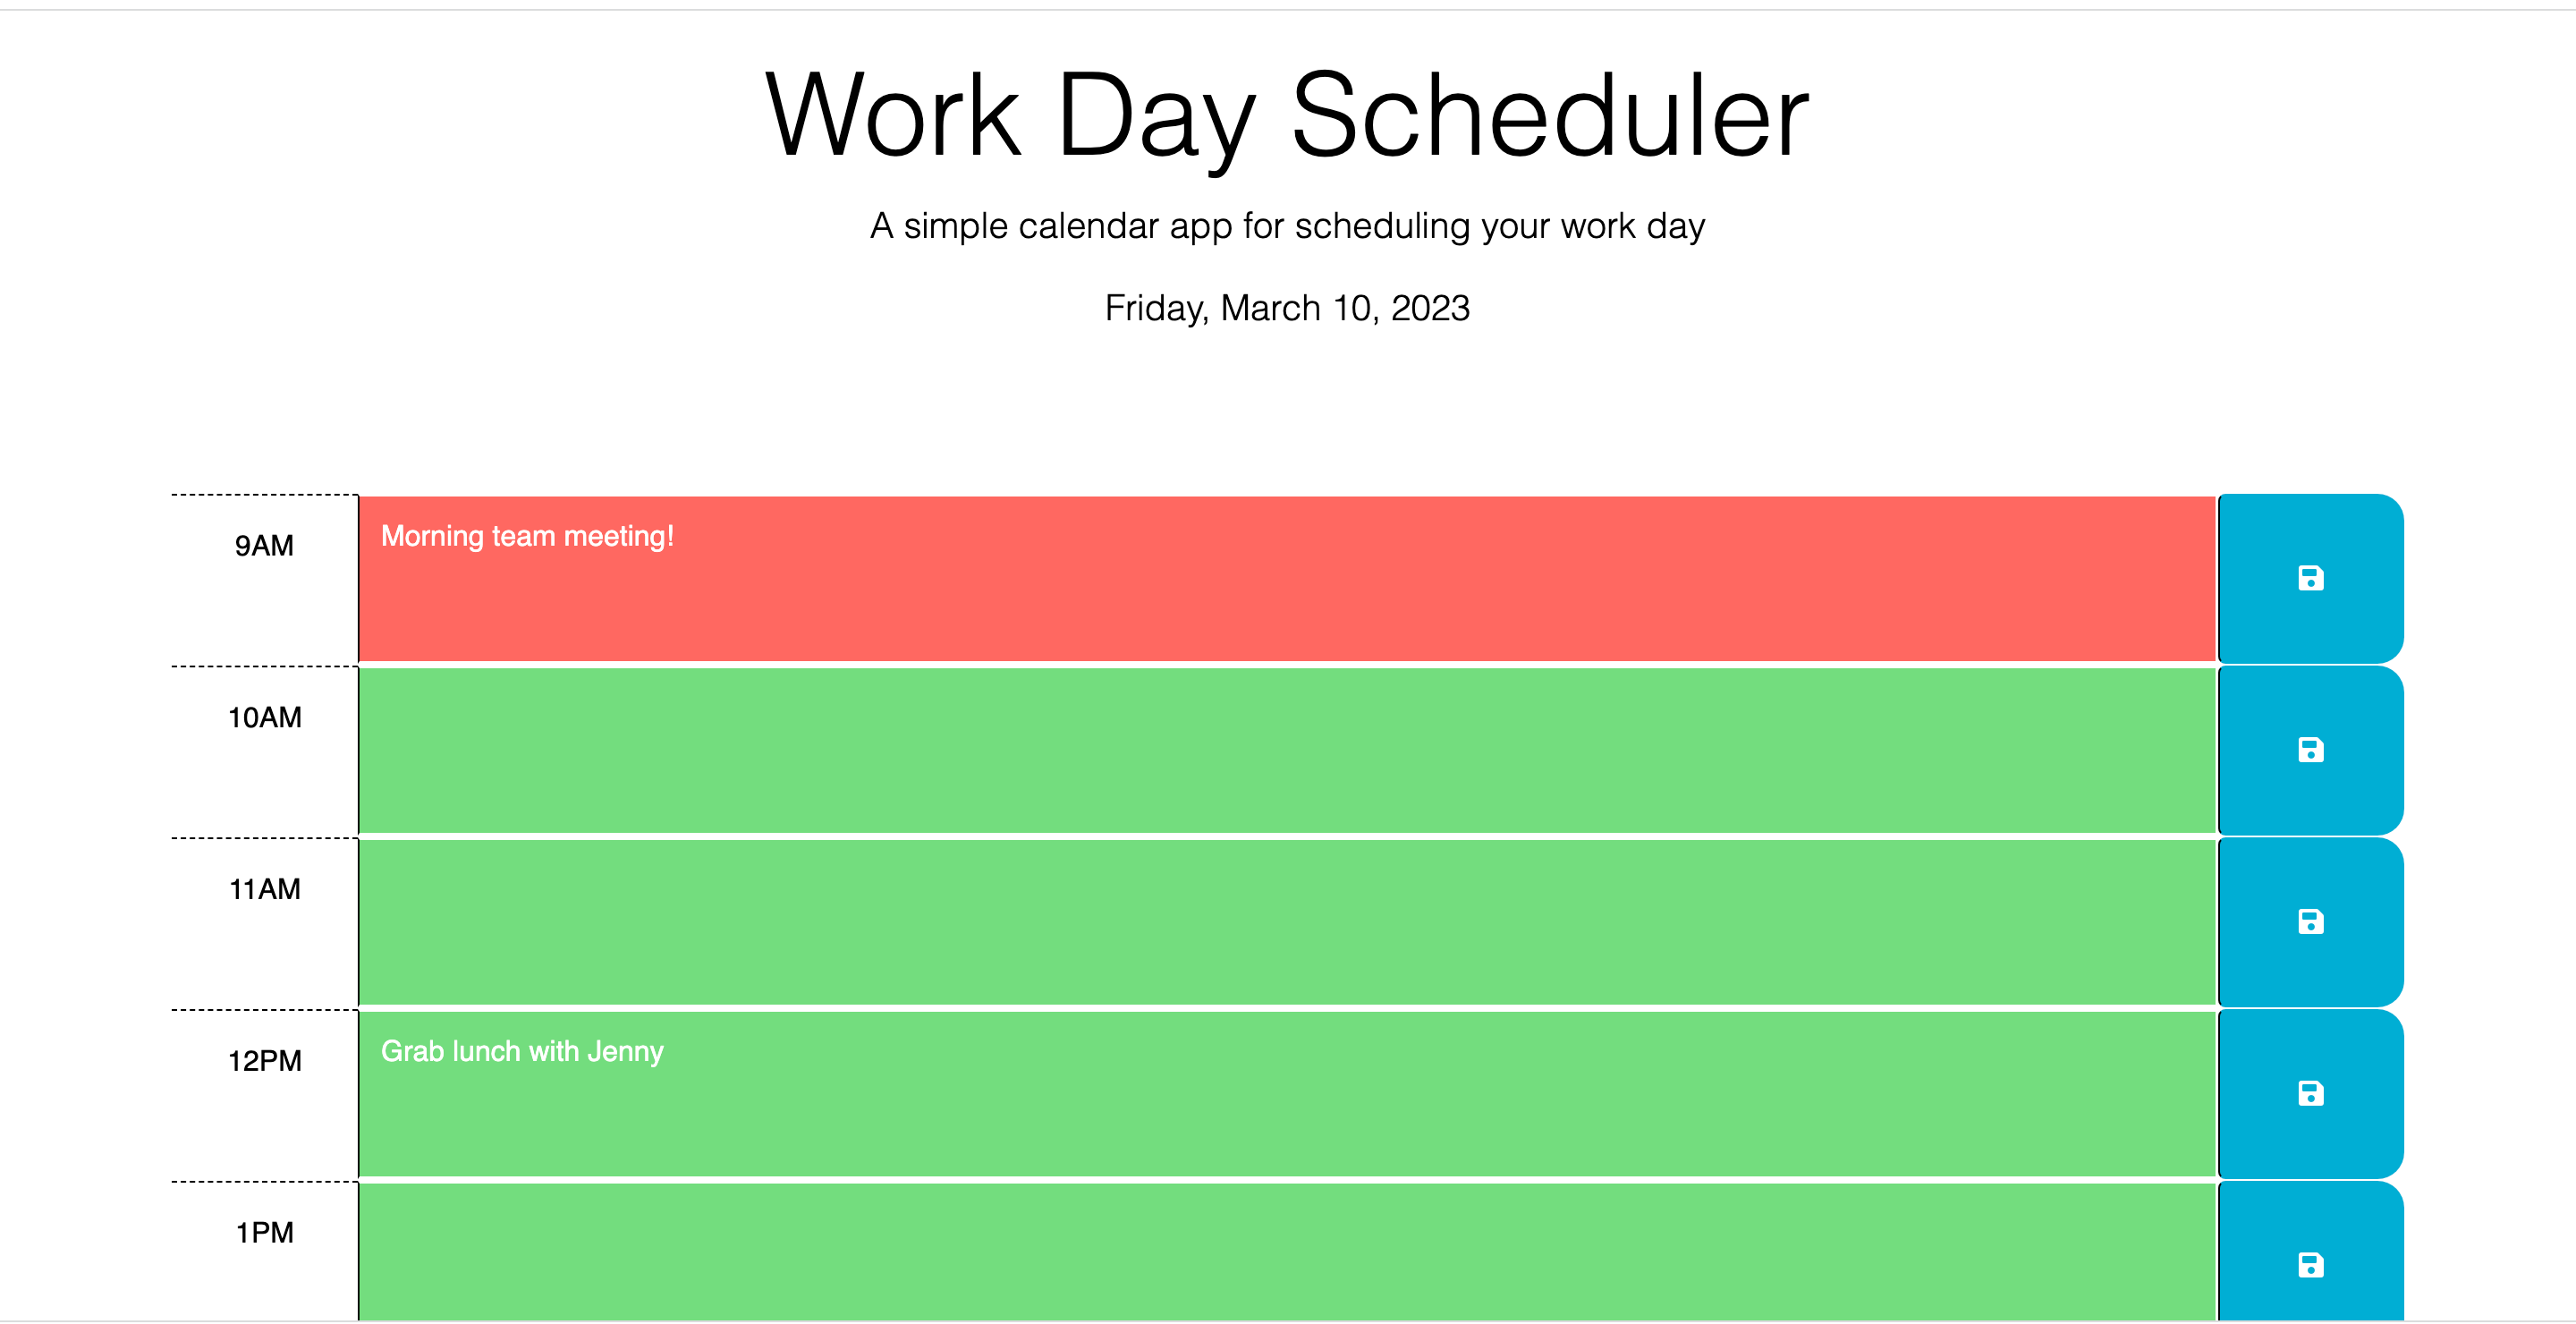 Work Day Scheduler
A simple calendar app for scheduling your work day
Friday, March 10, 2023
9AM
Morning team meeting!
10AM
11AM
12PM
Grab lunch with Jenny
1PM